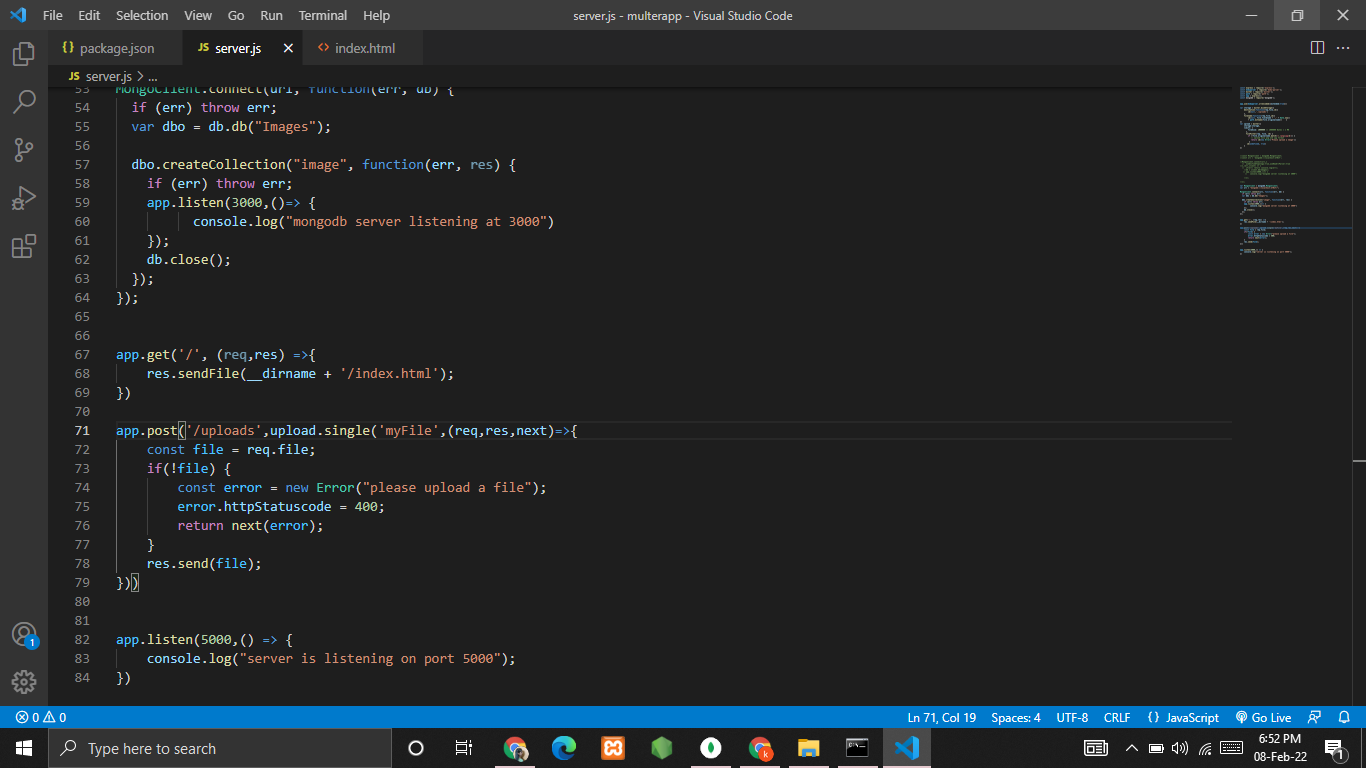 File Edit Selection View Go Run Terminal Help server.js - multerapp - Visual Studio Code
{} package.json JS server.js × <> index.html ...
JS server.js > ...
53 MongoClient.connect(url, function(err, db) {
54 if (err) throw err;
55 var dbo = db.db("Images");
56
57 dbo.createCollection("image", function(err, res) {
58 if (err) throw err;
59 app.listen(3000,()=> {
60 console.log("mongodb server listening at 3000")
61 });
62 db.close();
63 });
64 });
65
66
67 app.get('/', (req,res) =>{
68 res.sendFile(__dirname + '/index.html');
69 })
70
71 app.post('/uploads',upload.single('myFile',(req,res,next)=>{
72 const file = req.file;
73 if(!file) {
74 const error = new Error("please upload a file");
75 error.httpStatuscode = 400;
76 return next(error);
77 }
78 res.send(file);
79 }))
80
81
82 app.listen(5000,() => {
83 console.log("server is listening on port 5000");
84 })
1
0 0 Ln 71, Col 19 Spaces: 4 UTF-8 CRLF {} JavaScript Go Live
Type here to search
k
6:52 PM
08-Feb-22
1